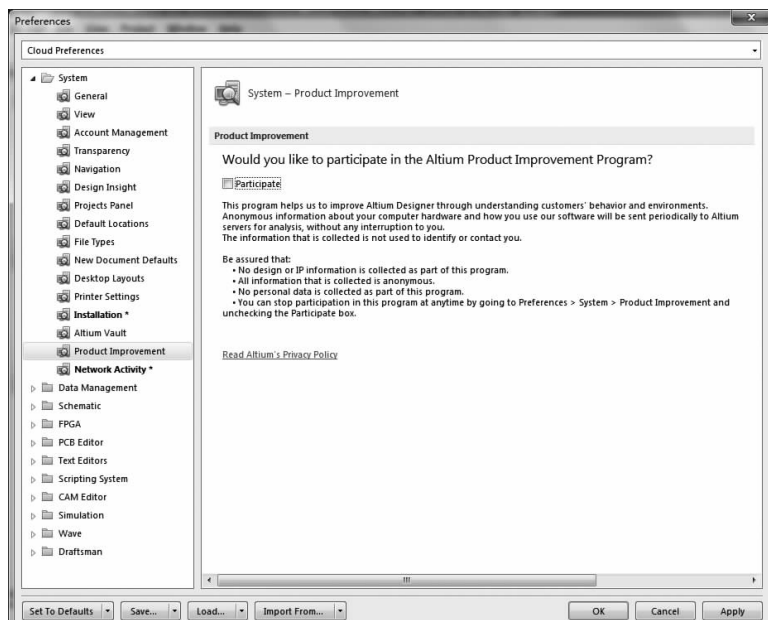 Preferences
Cloud Preferences
System
General
View
Account Management
Transparency
Navigation
Design Insight
Projects Panel
Default Locations
File Types
New Document Defaults
Desktop Layouts
Printer Settings
Installation *
Altium Vault
Product Improvement
Network Activity *
Data Management
Schematic
FPGA
PCB Editor
Text Editors
Scripting System
CAM Editor
Simulation
Wave
Draftsman
System – Product Improvement
Product Improvement
Would you like to participate in the Altium Product Improvement Program?
Participate
This program helps us to improve Altium Designer through understanding customers' behavior and environments.
Anonymous information about your computer hardware and how you use our software will be sent periodically to Altium
servers for analysis, without any interruption to you.
The information that is collected is not used to identify or contact you.
Be assured that:
• No design or IP information is collected as part of this program.
• All information that is collected is anonymous.
• No personal data is collected as part of this program.
• You can stop participation in this program at anytime by going to Preferences > System > Product Improvement and
unchecking the Participate box.
Read Altium's Privacy Policy
Set To Defaults Save... Load... Import From... OK Cancel Apply